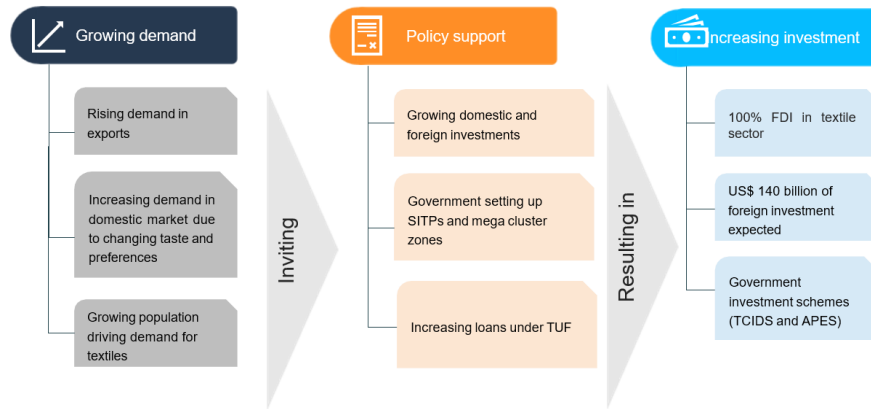 Growing demand
Rising demand in
exports
Increasing demand in
domestic market due
to changing taste and
preferences
Growing population
driving demand for
textiles
Inviting
Policy support
Growing domestic and
foreign investments
Government setting up
SITPs and mega cluster
zones
Increasing loans under TUF
Resulting in
Increasing investment
100% FDI in textile
sector
US$ 140 billion of
foreign investment
expected
Government
investment schemes
(TCIDS and APES)